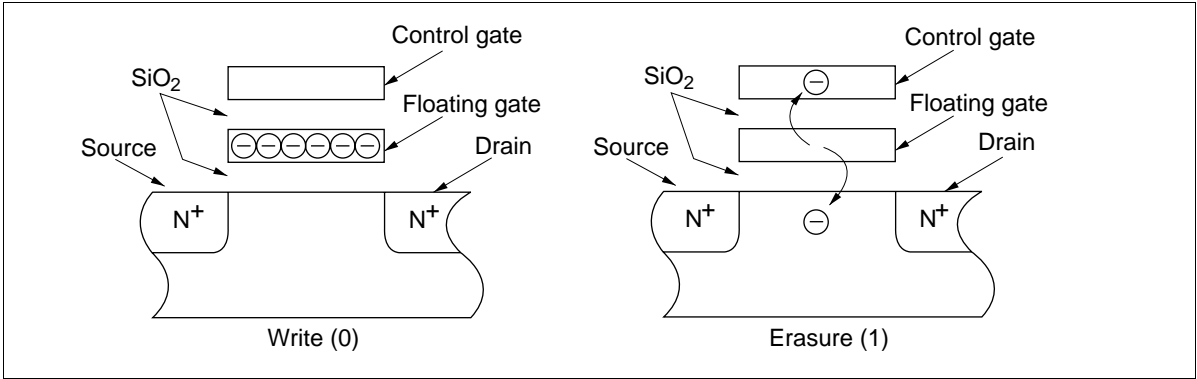 Control gate
SiO2
Floating gate
Source
Drain
N+
N+
Write (0)
Control gate
SiO2
Floating gate
Source
Drain
N+
N+
Erasure (1)